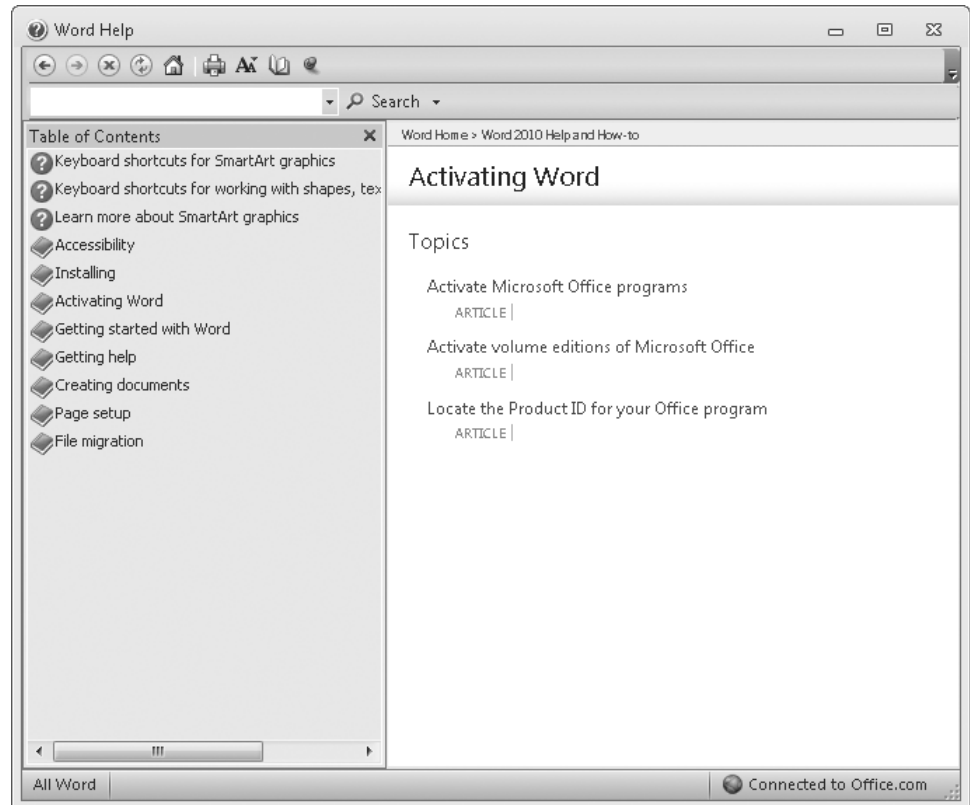 Word Help
Search
Table of Contents
Keyboard shortcuts for SmartArt graphics
Keyboard shortcuts for working with shapes, tex
Learn more about SmartArt graphics
Accessibility
Installing
Activating Word
Getting started with Word
Getting help
Creating documents
Page setup
File migration
Word Home > Word 2010 Help and How-to
Activating Word
Topics
Activate Microsoft Office programs
ARTICLE |
Activate volume editions of Microsoft Office
ARTICLE |
Locate the Product ID for your Office program
ARTICLE |
All Word
Connected to Office.com